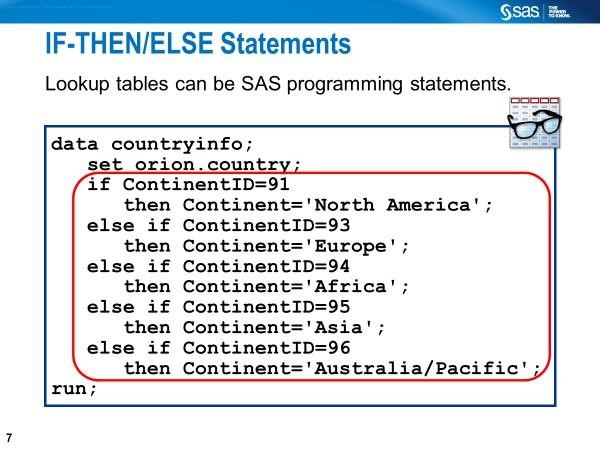 sas THE
POWER
TO KNOW.
IF-THEN/ELSE Statements
Lookup tables can be SAS programming statements.
data countryinfo;
   set orion.country;
   if ContinentID=91
      then Continent='North America';
   else if ContinentID=93
      then Continent='Europe';
   else if ContinentID=94
      then Continent='Africa';
   else if ContinentID=95
      then Continent='Asia';
   else if ContinentID=96
      then Continent='Australia/Pacific';
run;
7